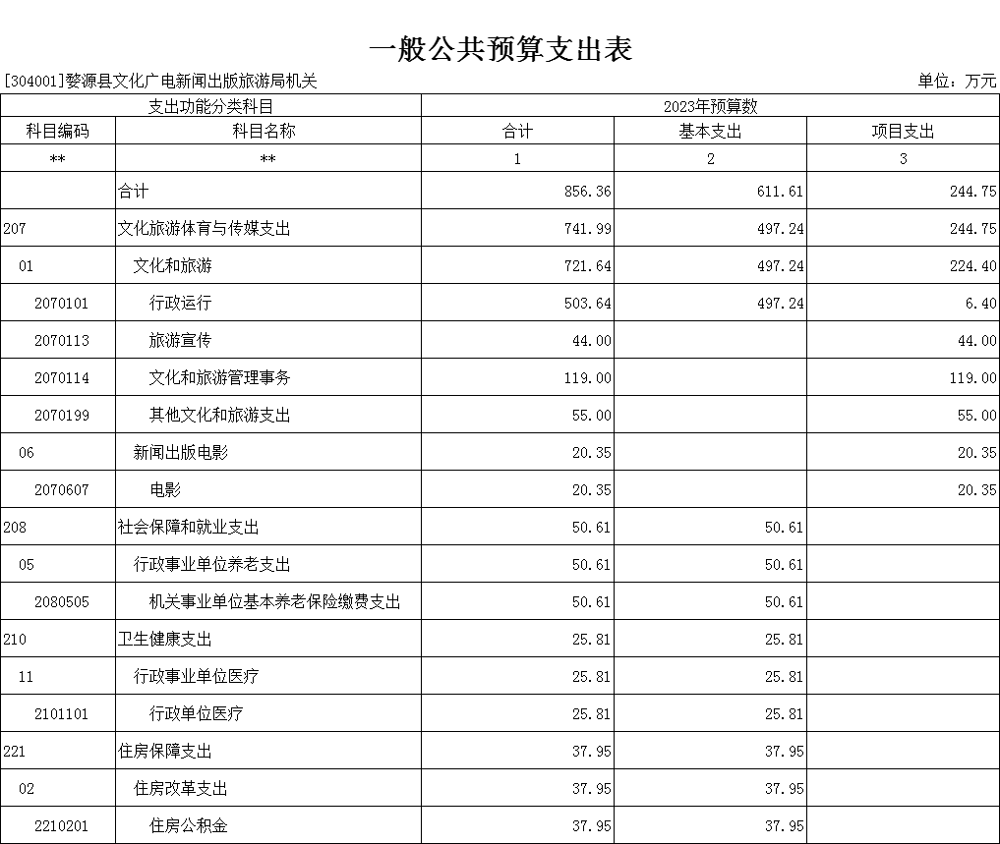 一般公共预算支出表
[304001]婺源县文化广电新闻出版旅游局机关 单位：万元
支出功能分类科目 2023年预算数
科目编码 科目名称 合计 基本支出 项目支出
** ** 1 2 3
合计 856.36 611.61 244.75
207 文化旅游体育与传媒支出 741.99 497.24 244.75
01 文化和旅游 721.64 497.24 224.40
2070101 行政运行 503.64 497.24 6.40
2070113 旅游宣传 44.00 44.00
2070114 文化和旅游管理事务 119.00 119.00
2070199 其他文化和旅游支出 55.00 55.00
06 新闻出版电影 20.35 20.35
2070607 电影 20.35 20.35
208 社会保障和就业支出 50.61 50.61
05 行政事业单位养老支出 50.61 50.61
2080505 机关事业单位基本养老保险缴费支出 50.61 50.61
210 卫生健康支出 25.81 25.81
11 行政事业单位医疗 25.81 25.81
2101101 行政单位医疗 25.81 25.81
221 住房保障支出 37.95 37.95
02 住房改革支出 37.95 37.95
2210201 住房公积金 37.95 37.95